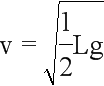 v = √(1/2 Lg)